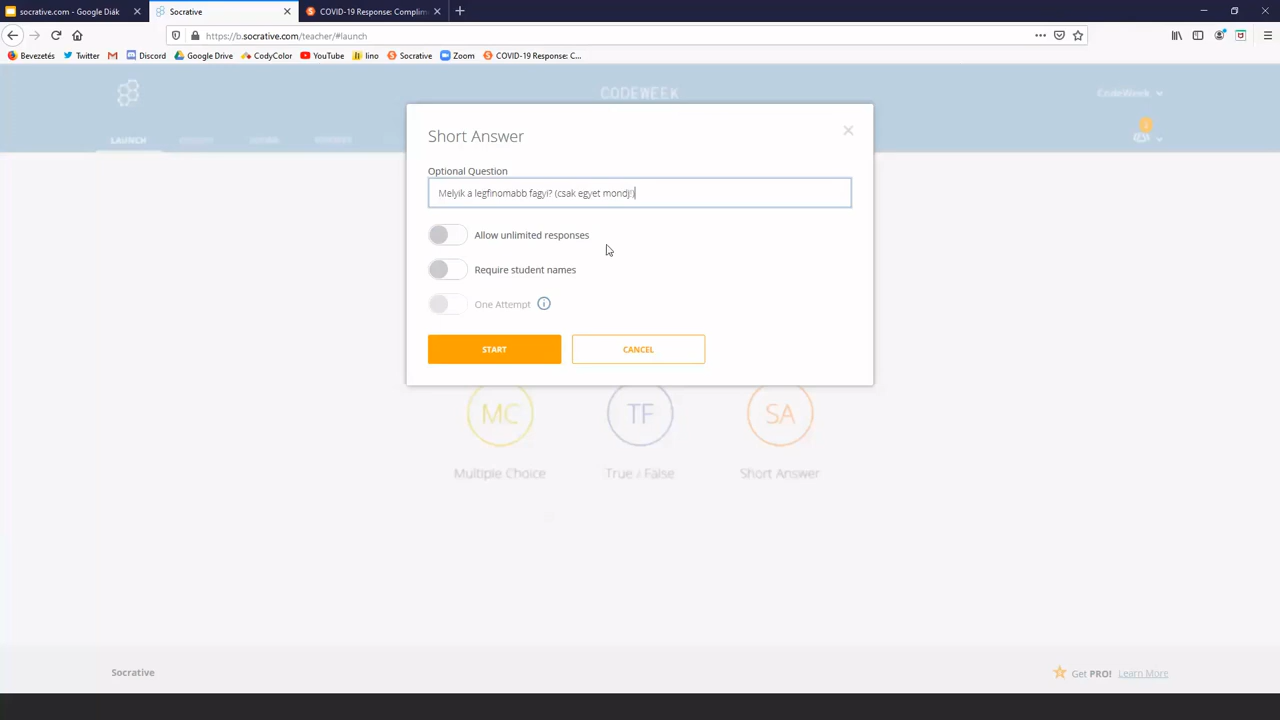 socrative.com - Google Diák
Socrative
COVID-19 Response: Complim
https://b.socrative.com/teacher/#launch
Bevezetés
Twitter
Discord
Google Drive
CodyColor
YouTube
lino
Socrative
Zoom
COVID-19 Response: C...
CODEWEEK
CodeWeek
LAUNCH
Short Answer
Optional Question
Melyik a legfinomabb fagyi? (csak egyet mondj!)
Allow unlimited responses
Require student names
One Attempt
START
CANCEL
MC
TF
SA
Multiple Choice
True / False
Short Answer
Socrative
Get PRO! Learn More